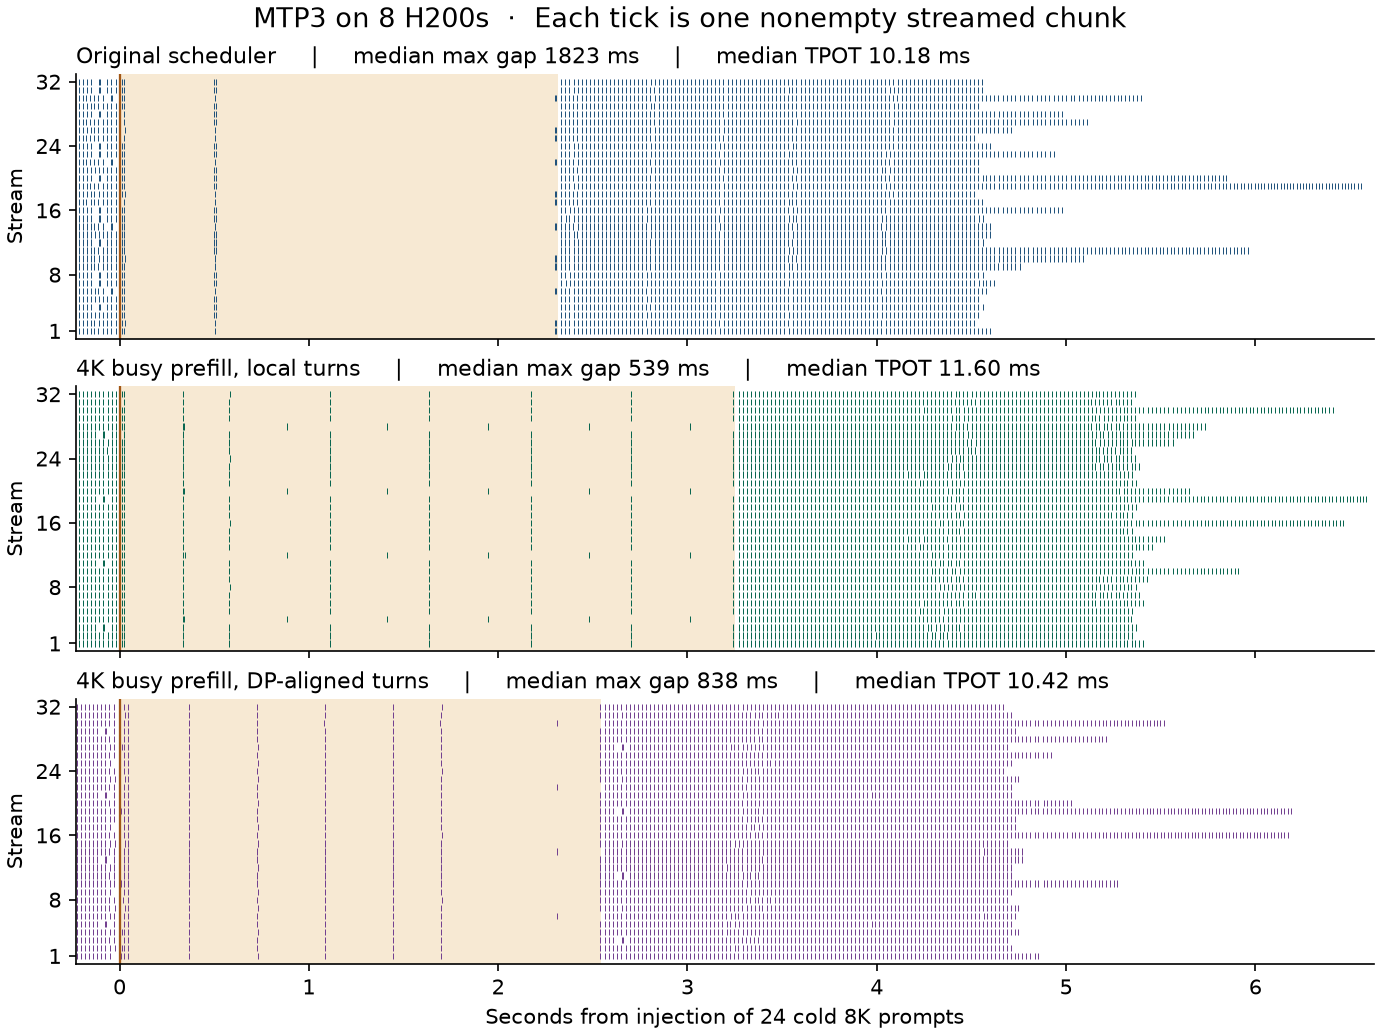 MTP3 on 8 H200s · Each tick is one nonempty streamed chunk
Original scheduler | median max gap 1823 ms | median TPOT 10.18 ms
32
24
16
8
1
Stream
4K busy prefill, local turns | median max gap 539 ms | median TPOT 11.60 ms
32
24
16
8
1
Stream
4K busy prefill, DP-aligned turns | median max gap 838 ms | median TPOT 10.42 ms
32
24
16
8
1
Stream
0 1 2 3 4 5 6
Seconds from injection of 24 cold 8K prompts